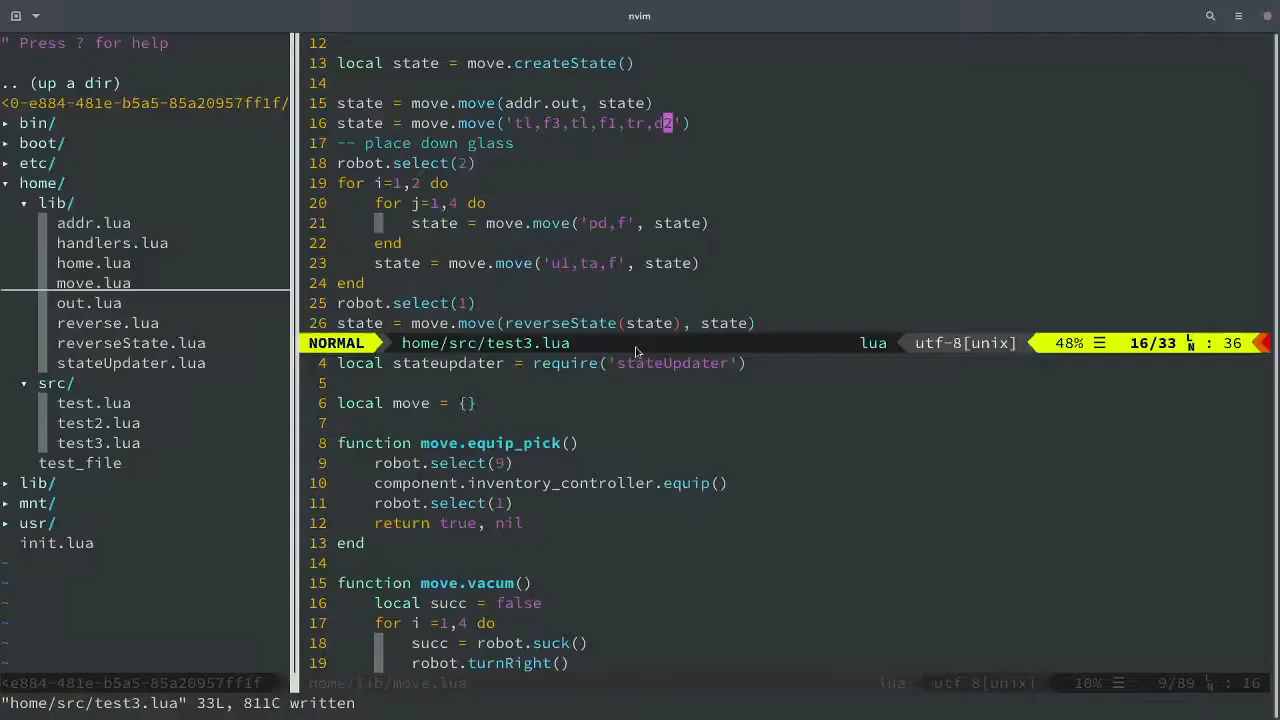 nvim
" Press ? for help
.. (up a dir)
<0-e884-481e-b5a5-85a20957ff1f/
▸ bin/
▸ boot/
▸ etc/
▾ home/
▾ lib/
addr.lua
handlers.lua
home.lua
move.lua
out.lua
reverse.lua
reverseState.lua
stateUpdater.lua
▾ src/
test.lua
test2.lua
test3.lua
test_file
▸ lib/
▸ mnt/
▸ usr/
init.lua
~
~
~
~
~
~
<e884-481e-b5a5-85a20957ff1f
12
13 local state = move.createState()
14
15 state = move.move(addr.out, state)
16 state = move.move('tl,f3,tl,f1,tr,d2')
17 -- place down glass
18 robot.select(2)
19 for i=1,2 do
20 for j=1,4 do
21 state = move.move('pd,f', state)
22 end
23 state = move.move('u1,ta,f', state)
24 end
25 robot.select(1)
26 state = move.move(reverseState(state), state)
NORMAL home/src/test3.lua lua utf-8[unix] 48% ☰ 16/33 LN : 36
4 local stateupdater = require('stateUpdater')
5
6 local move = {}
7
8 function move.equip_pick()
9 robot.select(9)
10 component.inventory_controller.equip()
11 robot.select(1)
12 return true, nil
13 end
14
15 function move.vacum()
16 local succ = false
17 for i =1,4 do
18 succ = robot.suck()
19 robot.turnRight()
home/lib/move.lua lua utf-8[unix] 10% ☰ 9/89 LN : 16
"home/src/test3.lua" 33L, 811C written